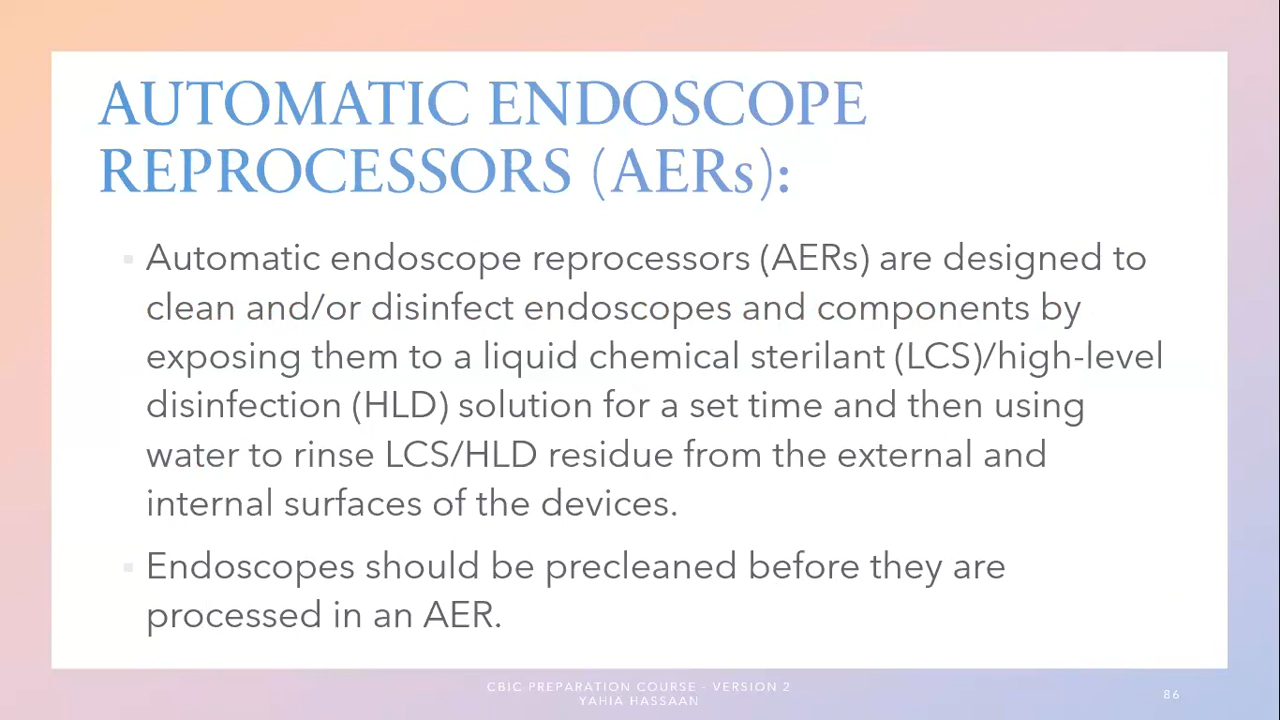 AUTOMATIC ENDOSCOPE
REPROCESSORS (AERs):
Automatic endoscope reprocessors (AERs) are designed to
clean and/or disinfect endoscopes and components by
exposing them to a liquid chemical sterilant (LCS)/high-level
disinfection (HLD) solution for a set time and then using
water to rinse LCS/HLD residue from the external and
internal surfaces of the devices.
Endoscopes should be precleaned before they are
processed in an AER.
CBIC PREPARATION COURSE - VERSION 2
YAHIA HASSAAN
86